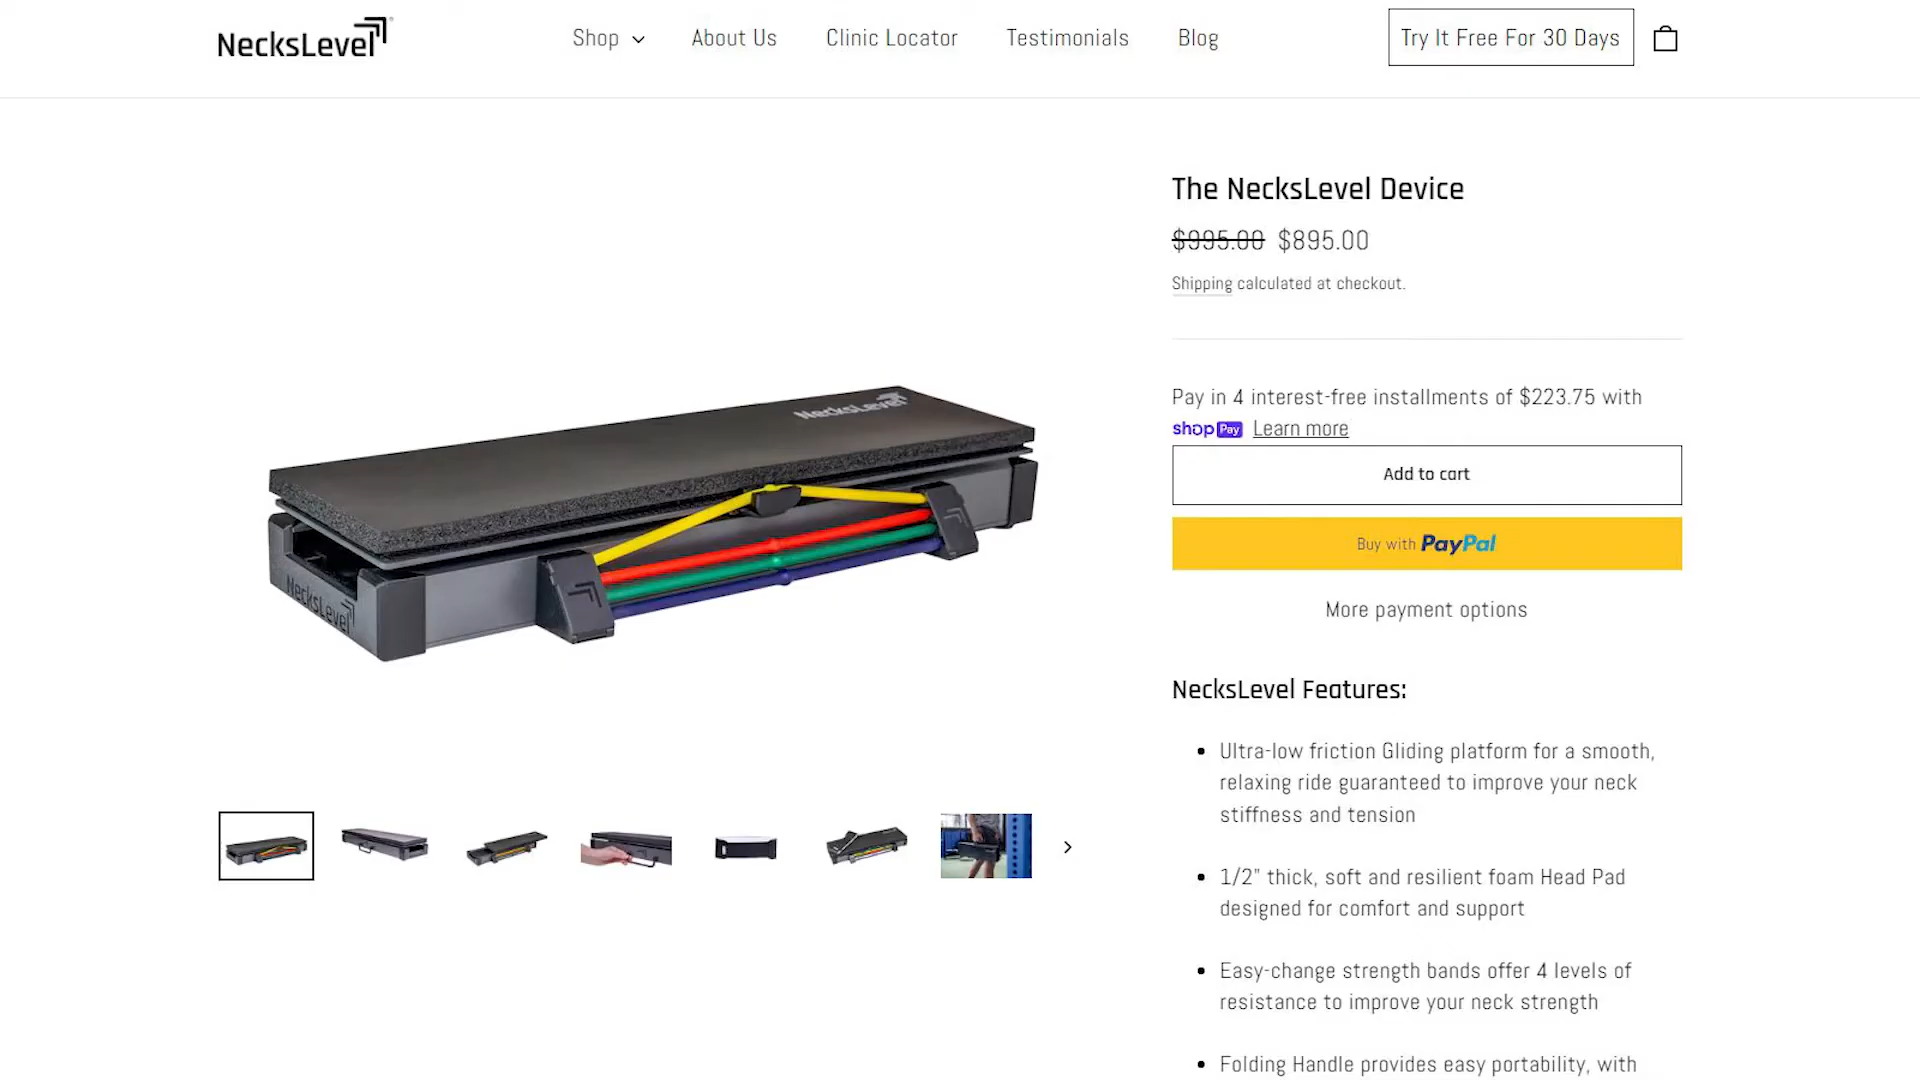 NecksLevel
Shop
About Us
Clinic Locator
Testimonials
Blog
Try It Free For 30 Days
NecksLevel
NecksLevel
The NecksLevel Device
$995.00 $895.00
Shipping calculated at checkout.
Pay in 4 interest-free installments of $223.75 with
shop Pay Learn more
Add to cart
Buy with PayPal
More payment options
NecksLevel Features:
Ultra-low friction Gliding platform for a smooth,
relaxing ride guaranteed to improve your neck
stiffness and tension
1/2" thick, soft and resilient foam Head Pad
designed for comfort and support
Easy-change strength bands offer 4 levels of
resistance to improve your neck strength
Folding Handle provides easy portability, with